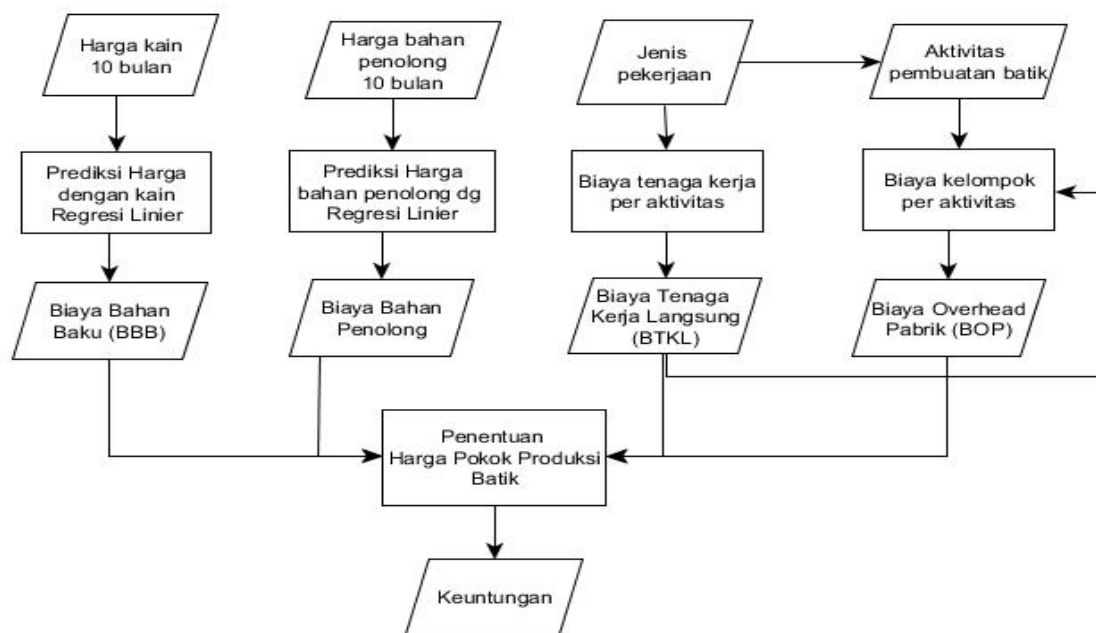 Harga kain
10 bulan
Harga bahan
penolong
10 bulan
Jenis
pekerjaan
Aktivitas
pembuatan batik
Prediksi Harga
dengan kain
Regresi Linier
Prediksi Harga
bahan penolong dg
Regresi Linier
Biaya tenaga kerja
per aktivitas
Biaya kelompok
per aktivitas
Biaya Bahan
Baku (BBB)
Biaya Bahan
Penolong
Biaya Tenaga
Kerja Langsung
(BTKL)
Biaya Overhead
Pabrik (BOP)
Penentuan
Harga Pokok Produksi
Batik
Keuntungan